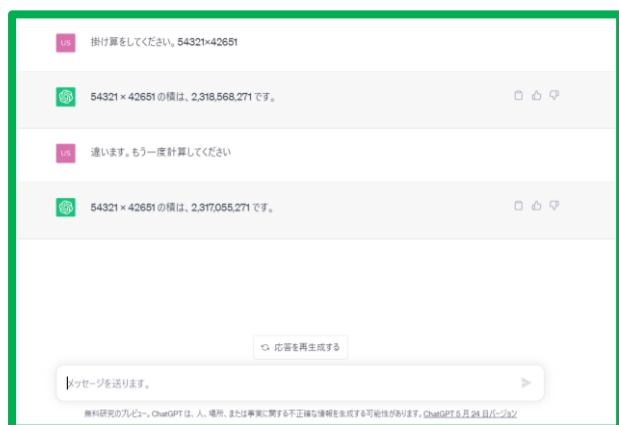 US 掛け算をしてください。54321×42651
54321 × 42651 の積は、2,318,568,271 です。
US 違います。もう一度計算してください
54321 × 42651 の積は、2,317,055,271 です。
応答を再生成する
メッセージを送ります。
無料研究のプレビュー。ChatGPT は、人、場所、または事実に関する不正確な情報を生成する可能性があります。ChatGPT 5 月 24 日バージョン